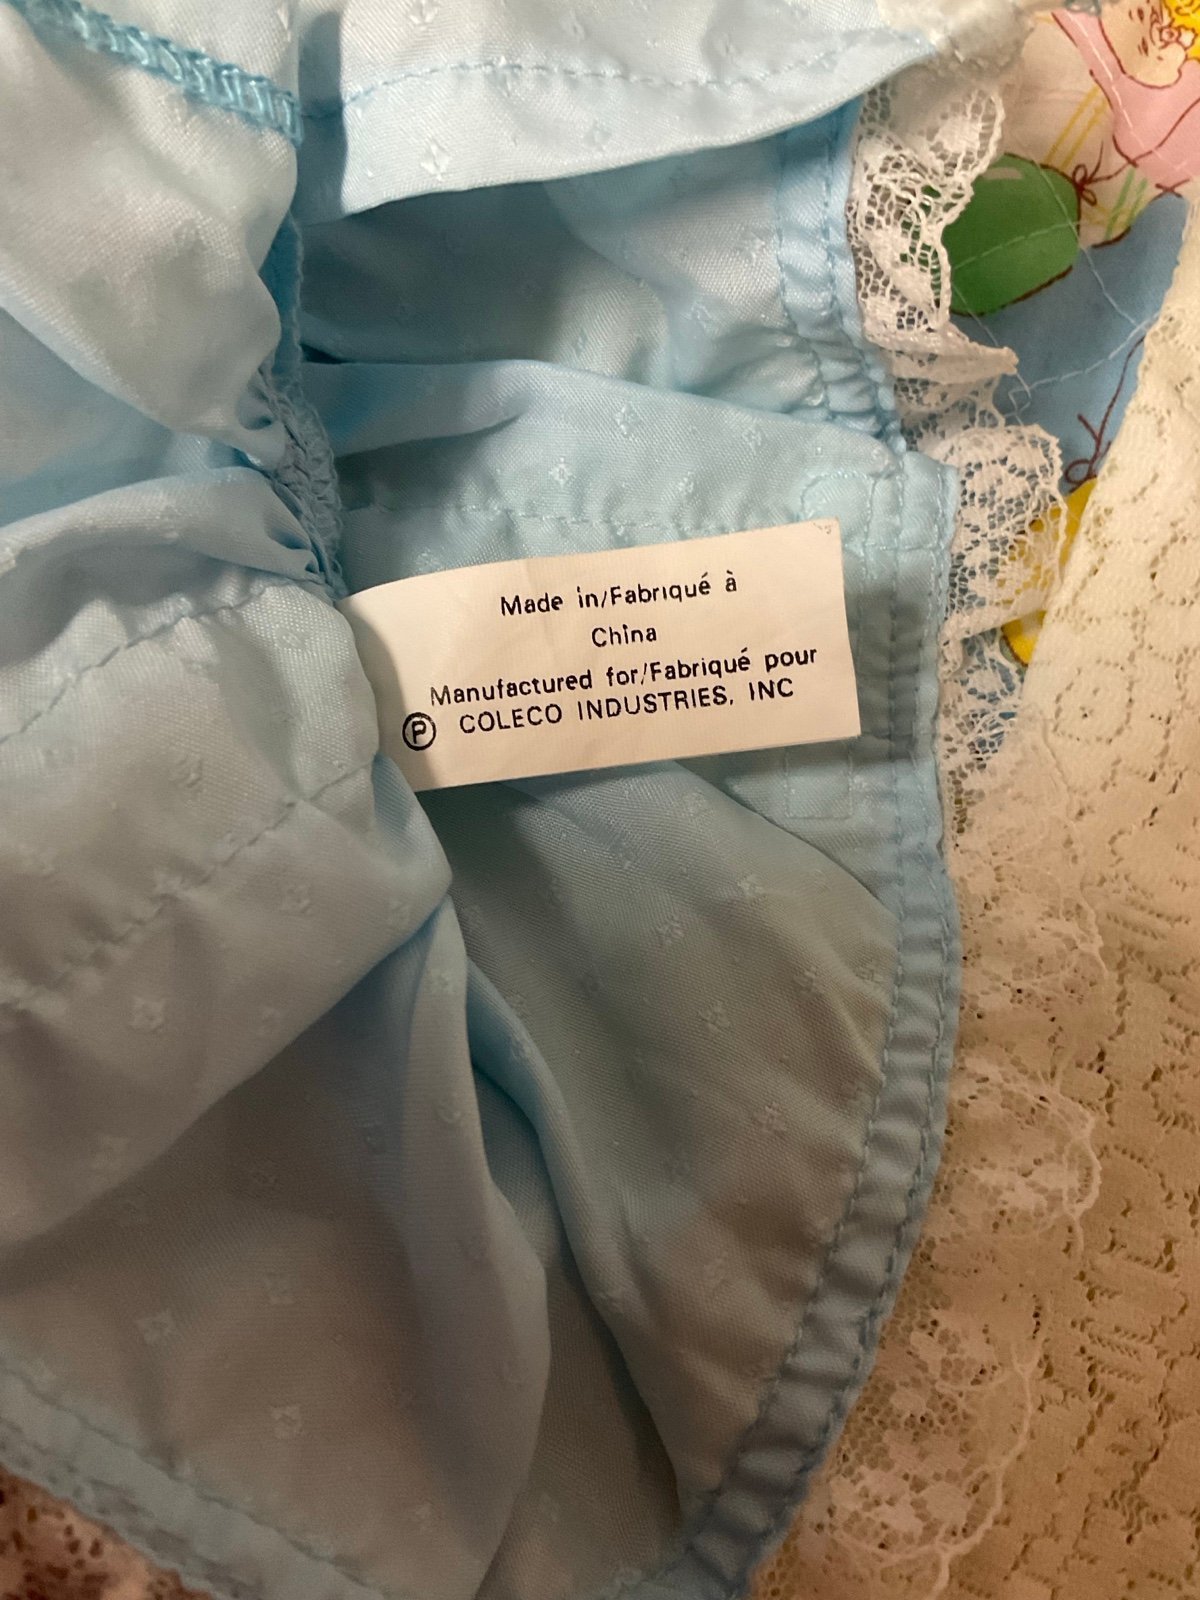 Made in/Fabriqué à
China
Manufactured for/Fabriqué pour
Ⓟ COLECO INDUSTRIES, INC